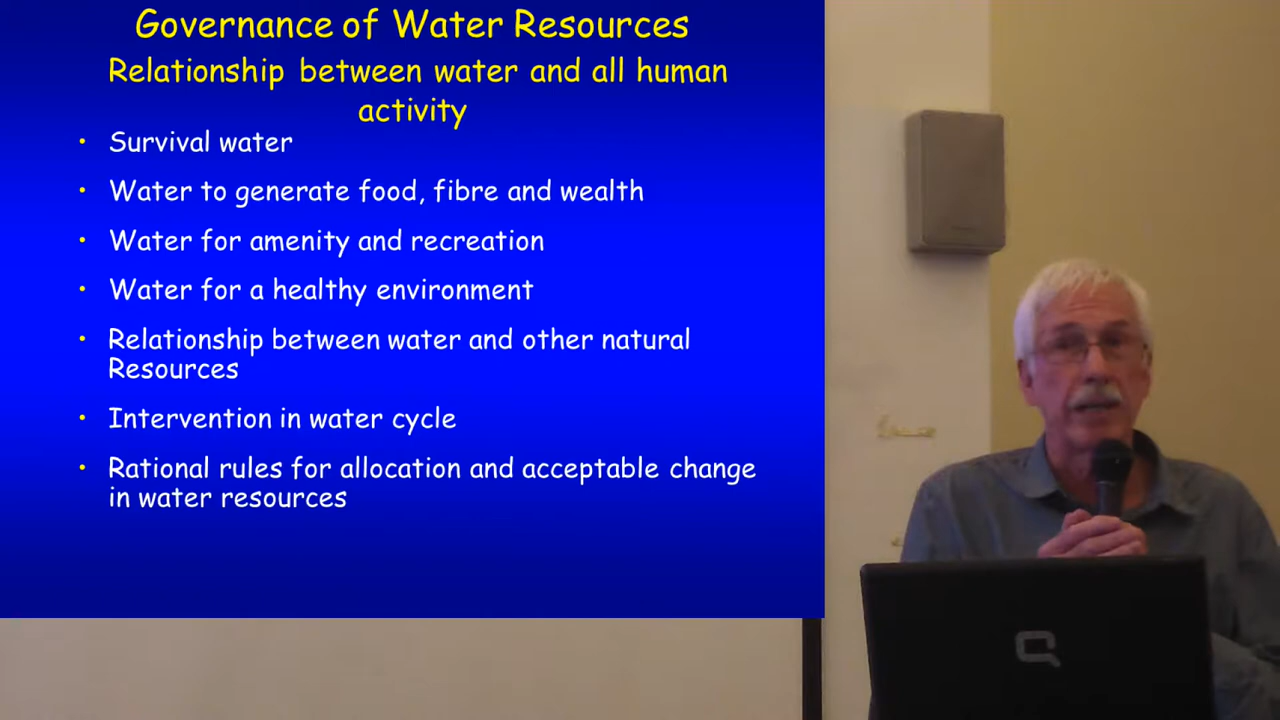 Governance of Water Resources
Relationship between water and all human
activity
• Survival water
• Water to generate food, fibre and wealth
• Water for amenity and recreation
• Water for a healthy environment
• Relationship between water and other natural
Resources
• Intervention in water cycle
• Rational rules for allocation and acceptable change
in water resources